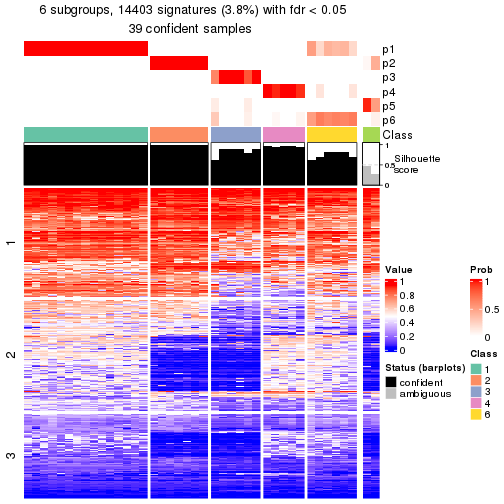 6 subgroups, 14403 signatures (3.8%) with fdr < 0.05
39 confident samples
p1
p2
p3
p4
p5
p6
Class
1
0.5
0
Silhouette
score
1
2
3
Value
1
0.8
0.6
0.4
0.2
0
Status (barplots)
confident
ambiguous
Prob
1
0.5
0
Class
1
2
3
4
6